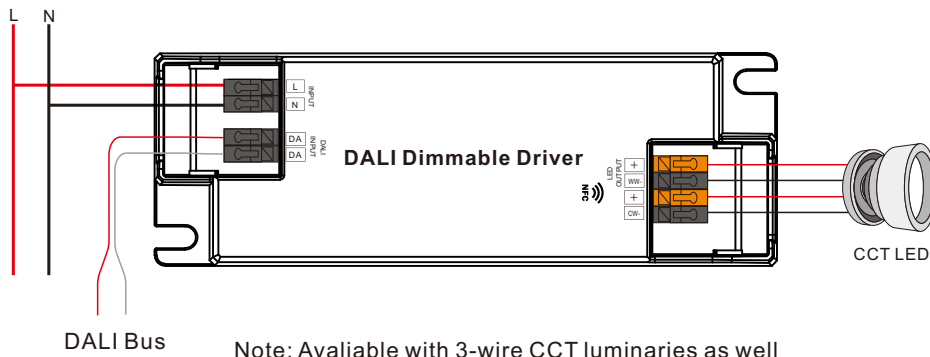 L N
L
INPUT
N
DA
DALI
INPUT
DA
DALI Dimmable Driver
LED
OUTPUT
+
WW-
+
CW-
NFC
CCT LED
DALI Bus
Note: Avaliable with 3-wire CCT luminaries as well